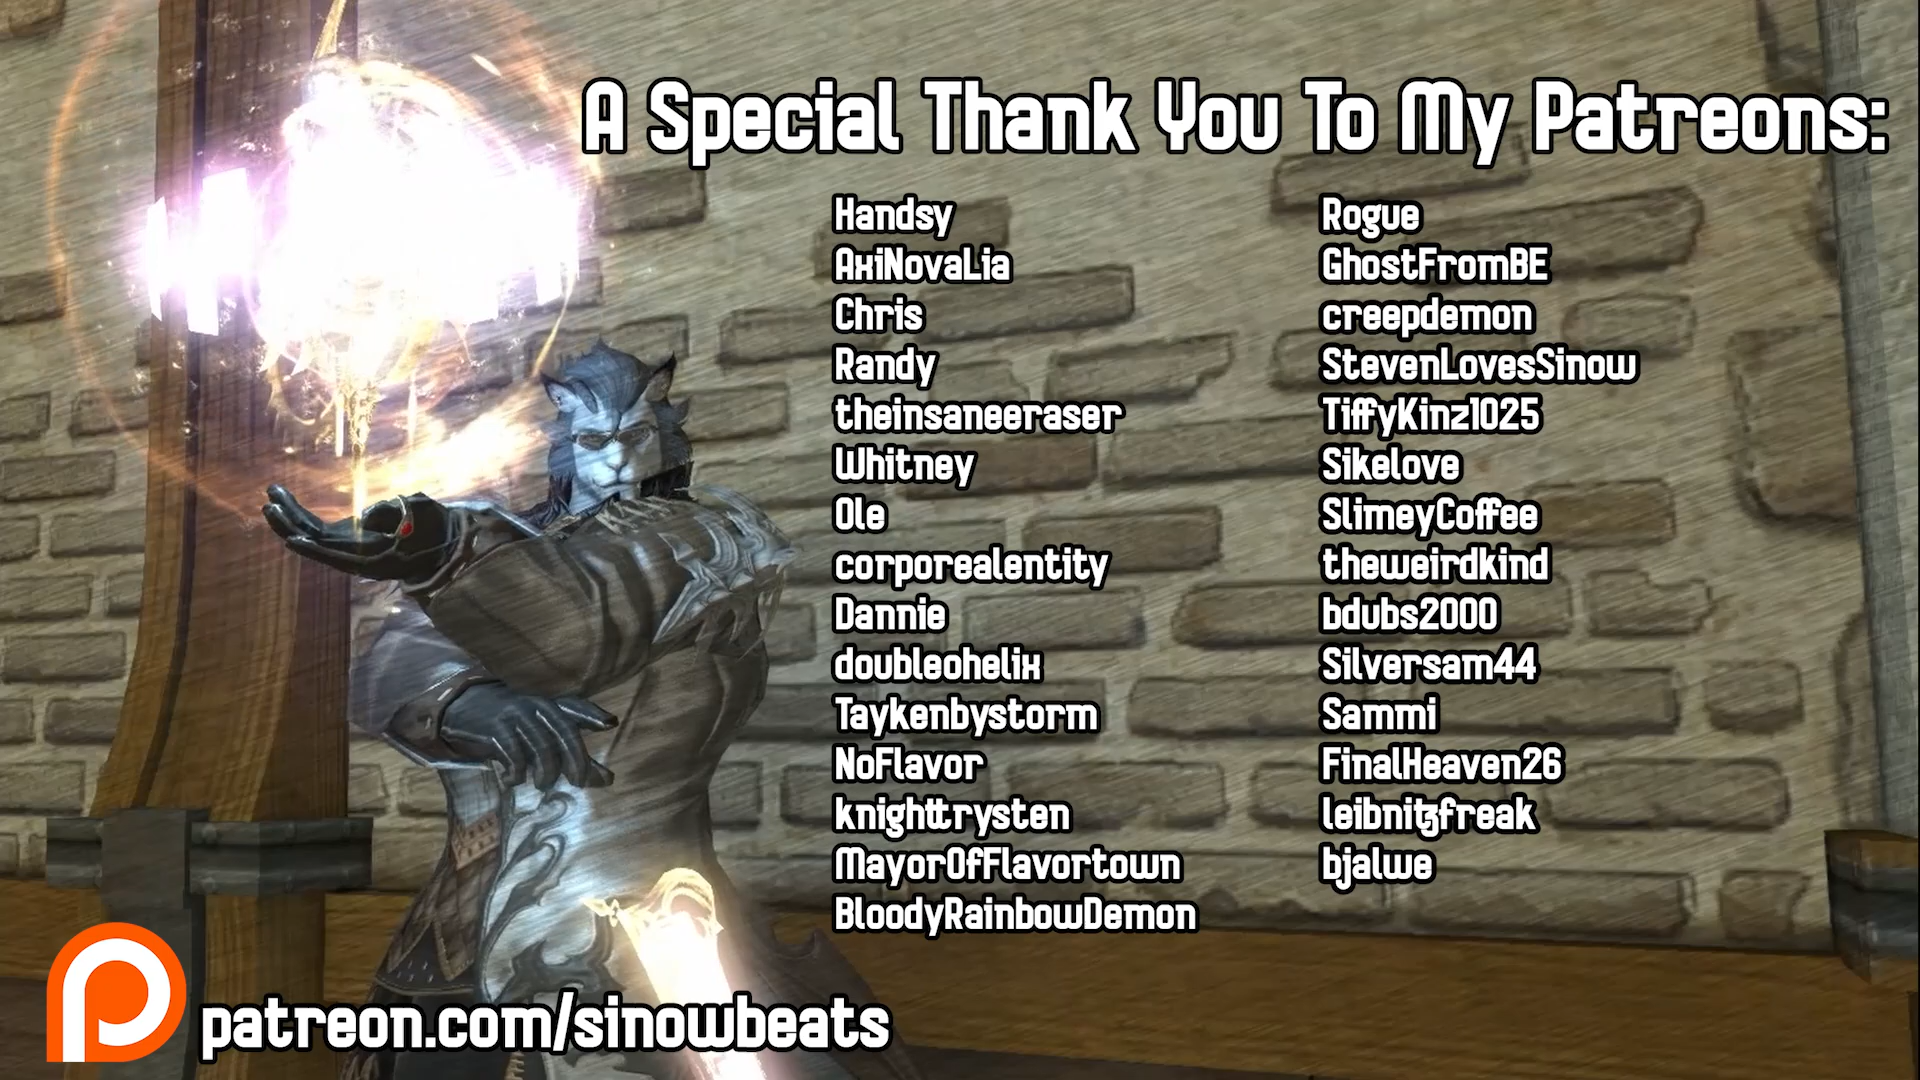 A Special Thank You To My Patreons:
Handsy
AxiNovaLia
Chris
Randy
theinsaneeraser
Whitney
Ole
corporealentity
Dannie
doubleohelix
Taykenbystorm
NoFlavor
knighttrysten
MayorOfFlavortown
BloodyRainbowDemon
Rogue
GhostFromBE
creepdemon
StevenLovesSinow
TiffyKinz1025
Sikelove
SlimeyCoffee
theweirdkind
bdubs2000
Silversam44
Sammi
FinalHeaven26
leibnitzfreak
bjalwe
patreon.com/sinowbeats